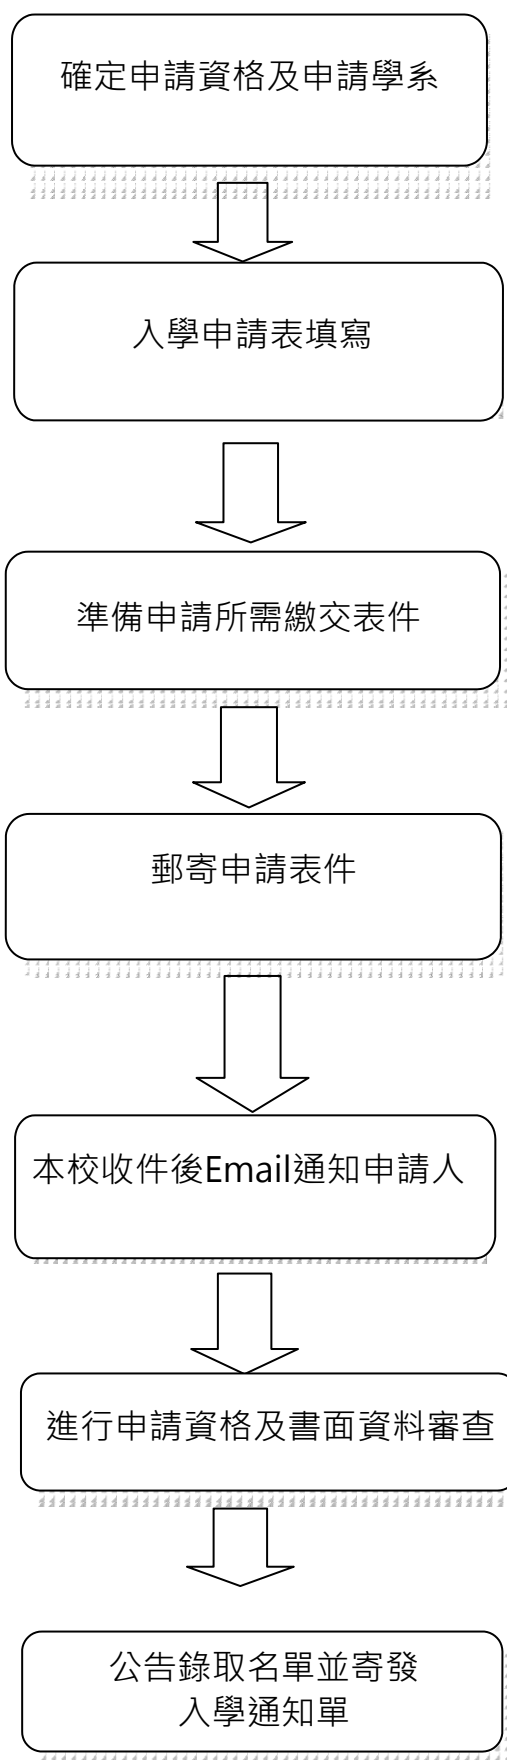 確定申請資格及申請學系
入學申請表填寫
準備申請所需繳交表件
郵寄申請表件
本校收件後Email通知申請人
進行申請資格及書面資料審查
公告錄取名單並寄發
入學通知單